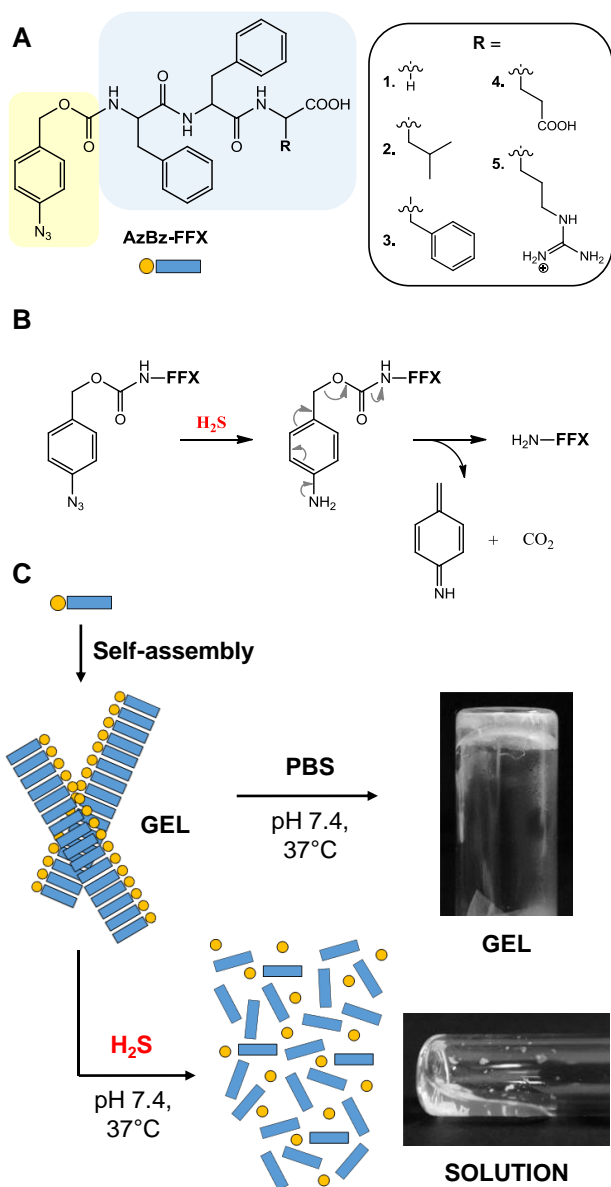 A
O
O
H
N
O
N
H
O
H
N
COOH
R
N3
AzBz-FFX
R =
1.
H
2.
3.
4.
COOH
5.
NH
H2N
NH2
⊕
B
O
O
H
N
FFX
N3
H2S
O
O
H
N
FFX
NH2
H2N
FFX
NH
+ CO2
C
Self-assembly
GEL
PBS
pH 7.4,
37°C
GEL
H2S
pH 7.4,
37°C
SOLUTION